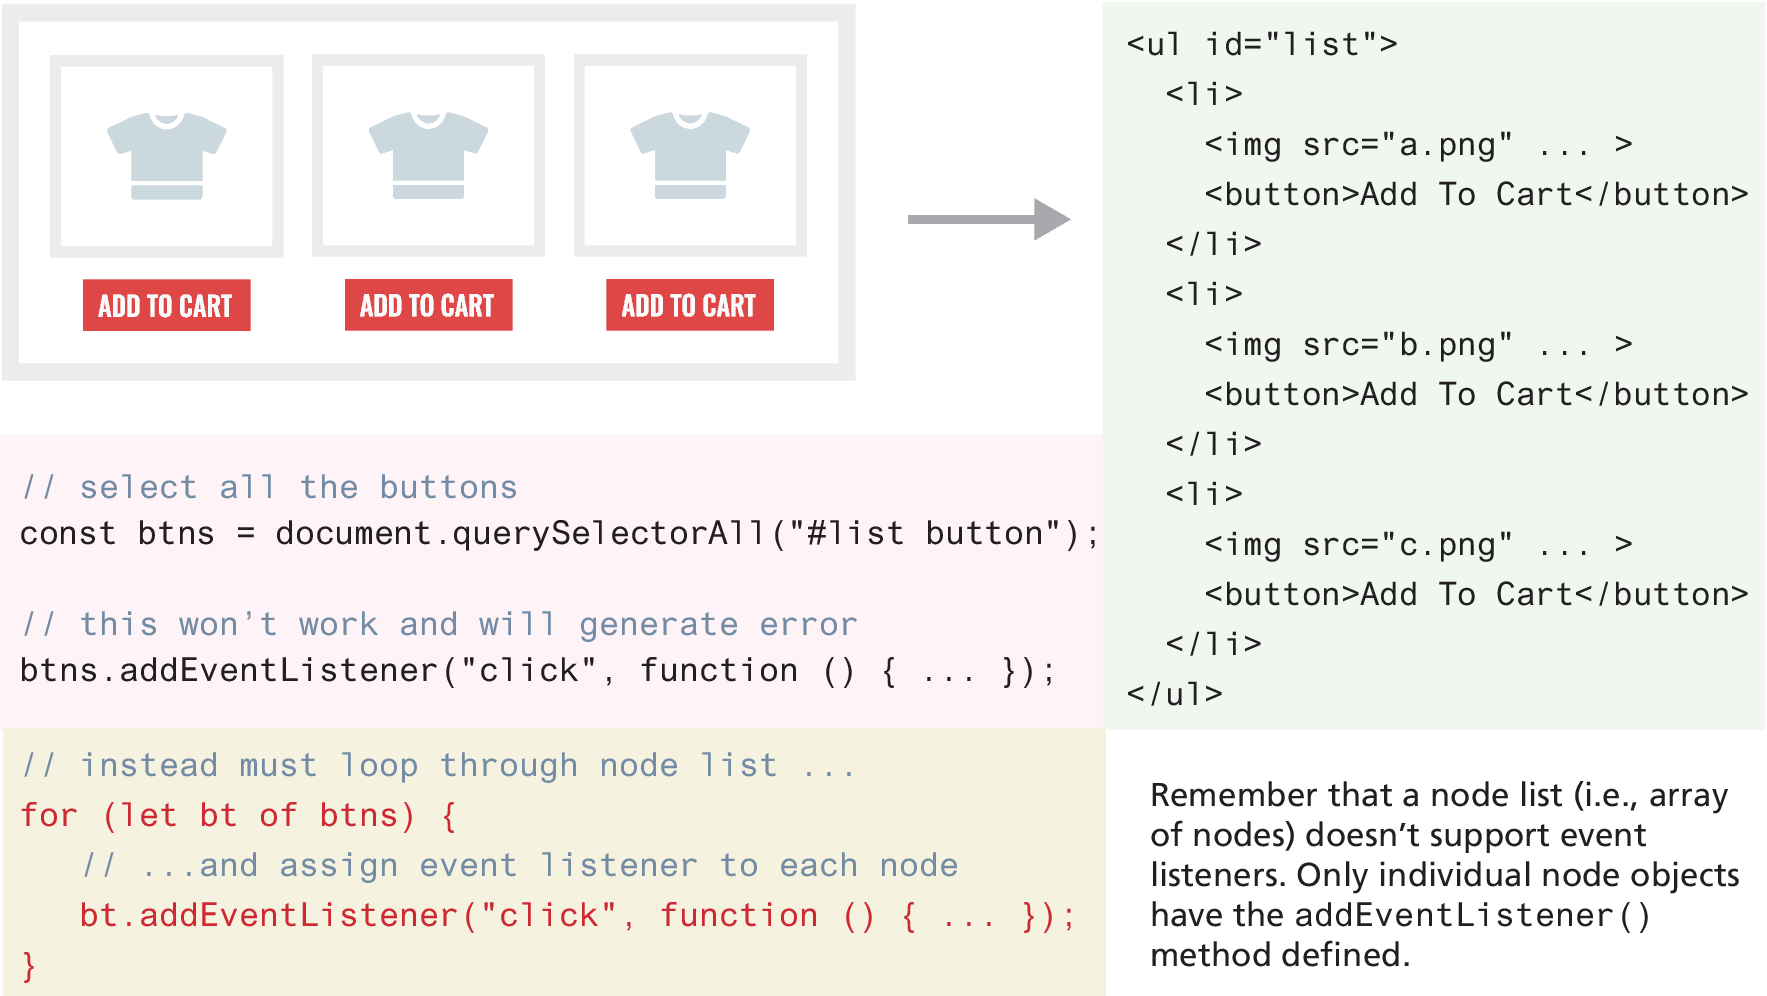 ADD TO CART
ADD TO CART
ADD TO CART
<ul id="list">
  <li>
    <img src="a.png" ... >
    <button>Add To Cart</button>
  </li>
  <li>
    <img src="b.png" ... >
    <button>Add To Cart</button>
  </li>
  <li>
    <img src="c.png" ... >
    <button>Add To Cart</button>
  </li>
</ul>
// select all the buttons
const btns = document.querySelectorAll("#list button");
// this won’t work and will generate error
btns.addEventListener("click", function () { ... });
// instead must loop through node list ...
for (let bt of btns) {
   // ...and assign event listener to each node
   bt.addEventListener("click", function () { ... });
}
Remember that a node list (i.e., array
of nodes) doesn’t support event
listeners. Only individual node objects
have the addEventListener()
method defined.